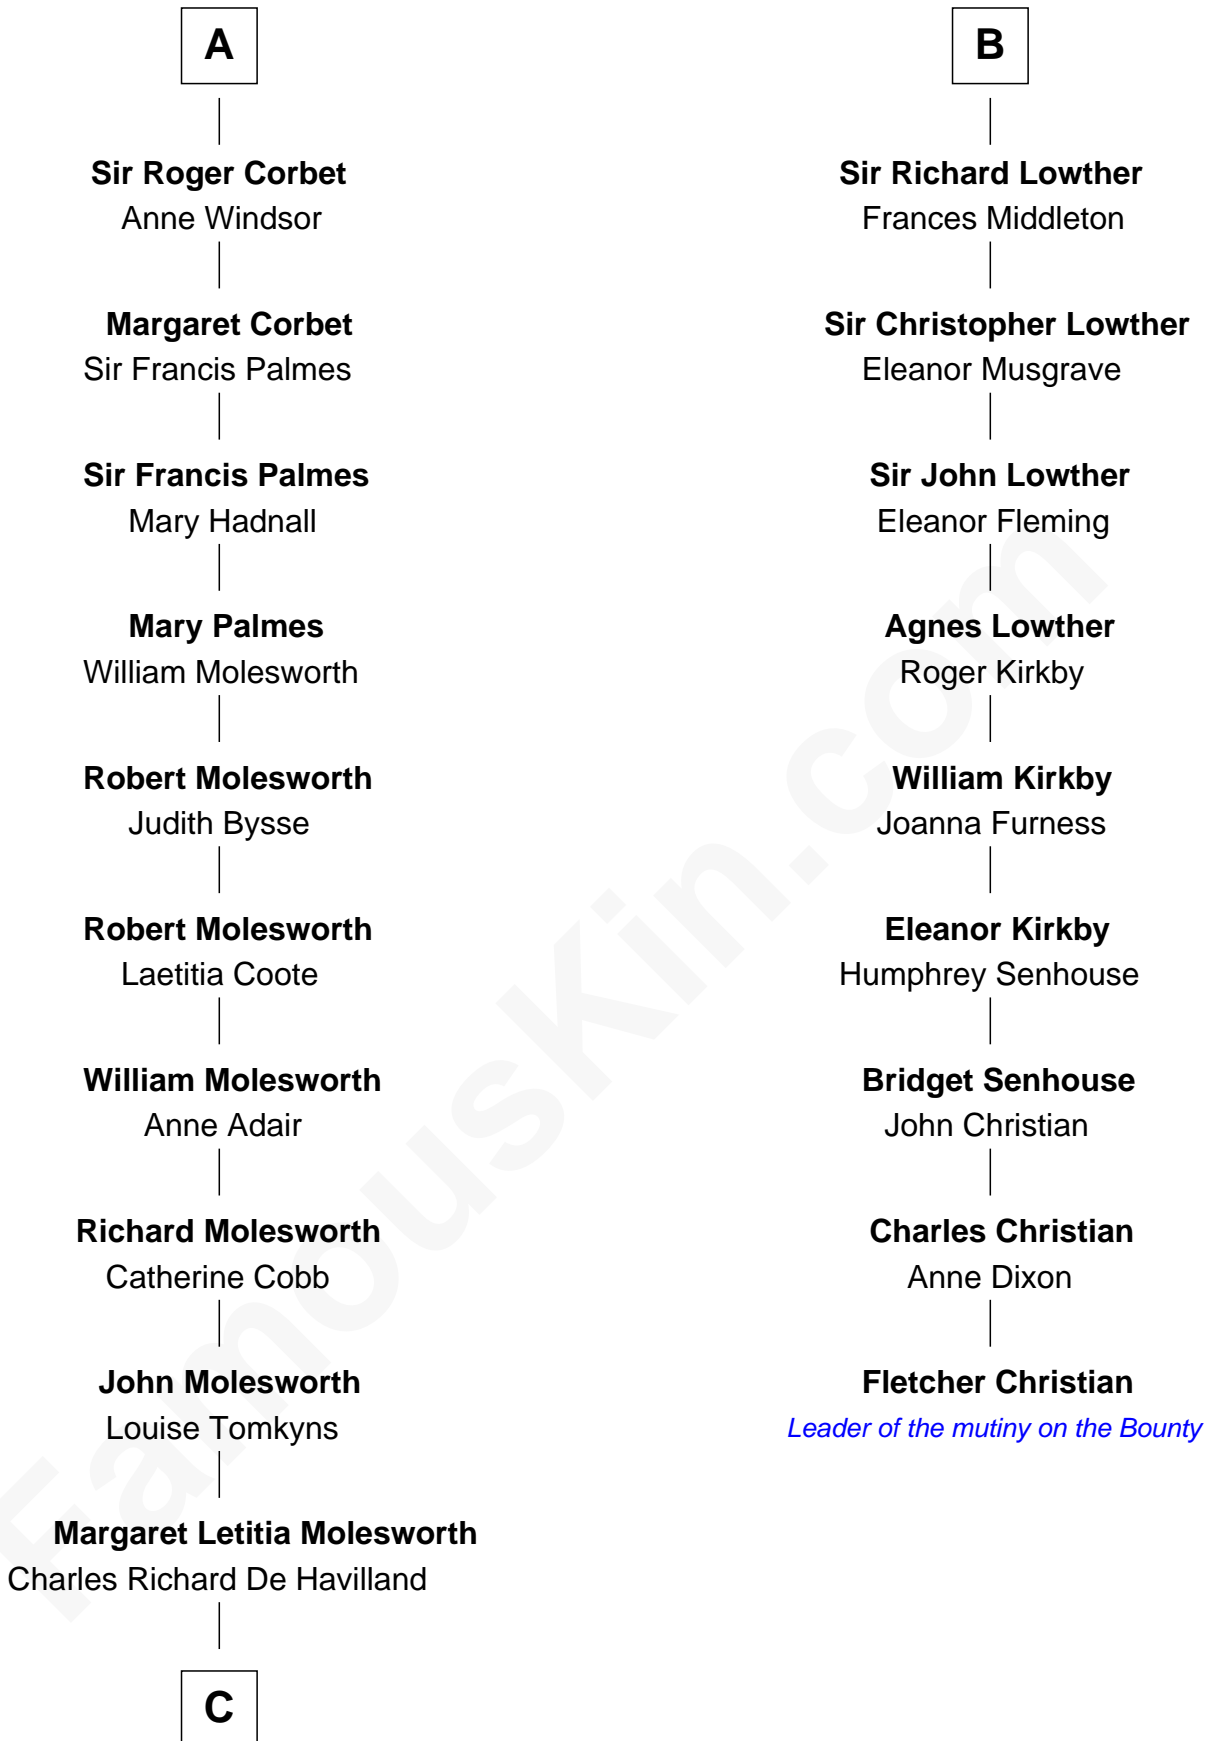 A
Sir Roger Corbet
Anne Windsor
Margaret Corbet
Sir Francis Palmes
Sir Francis Palmes
Mary Hadnall
Mary Palmes
William Molesworth
Robert Molesworth
Judith Bysse
Robert Molesworth
Laetitia Coote
William Molesworth
Anne Adair
Richard Molesworth
Catherine Cobb
John Molesworth
Louise Tomkyns
Margaret Letitia Molesworth
Charles Richard De Havilland
C
B
Sir Richard Lowther
Frances Middleton
Sir Christopher Lowther
Eleanor Musgrave
Sir John Lowther
Eleanor Fleming
Agnes Lowther
Roger Kirkby
William Kirkby
Joanna Furness
Eleanor Kirkby
Humphrey Senhouse
Bridget Senhouse
John Christian
Charles Christian
Anne Dixon
Fletcher Christian
Leader of the mutiny on the Bounty
FamousKin.com